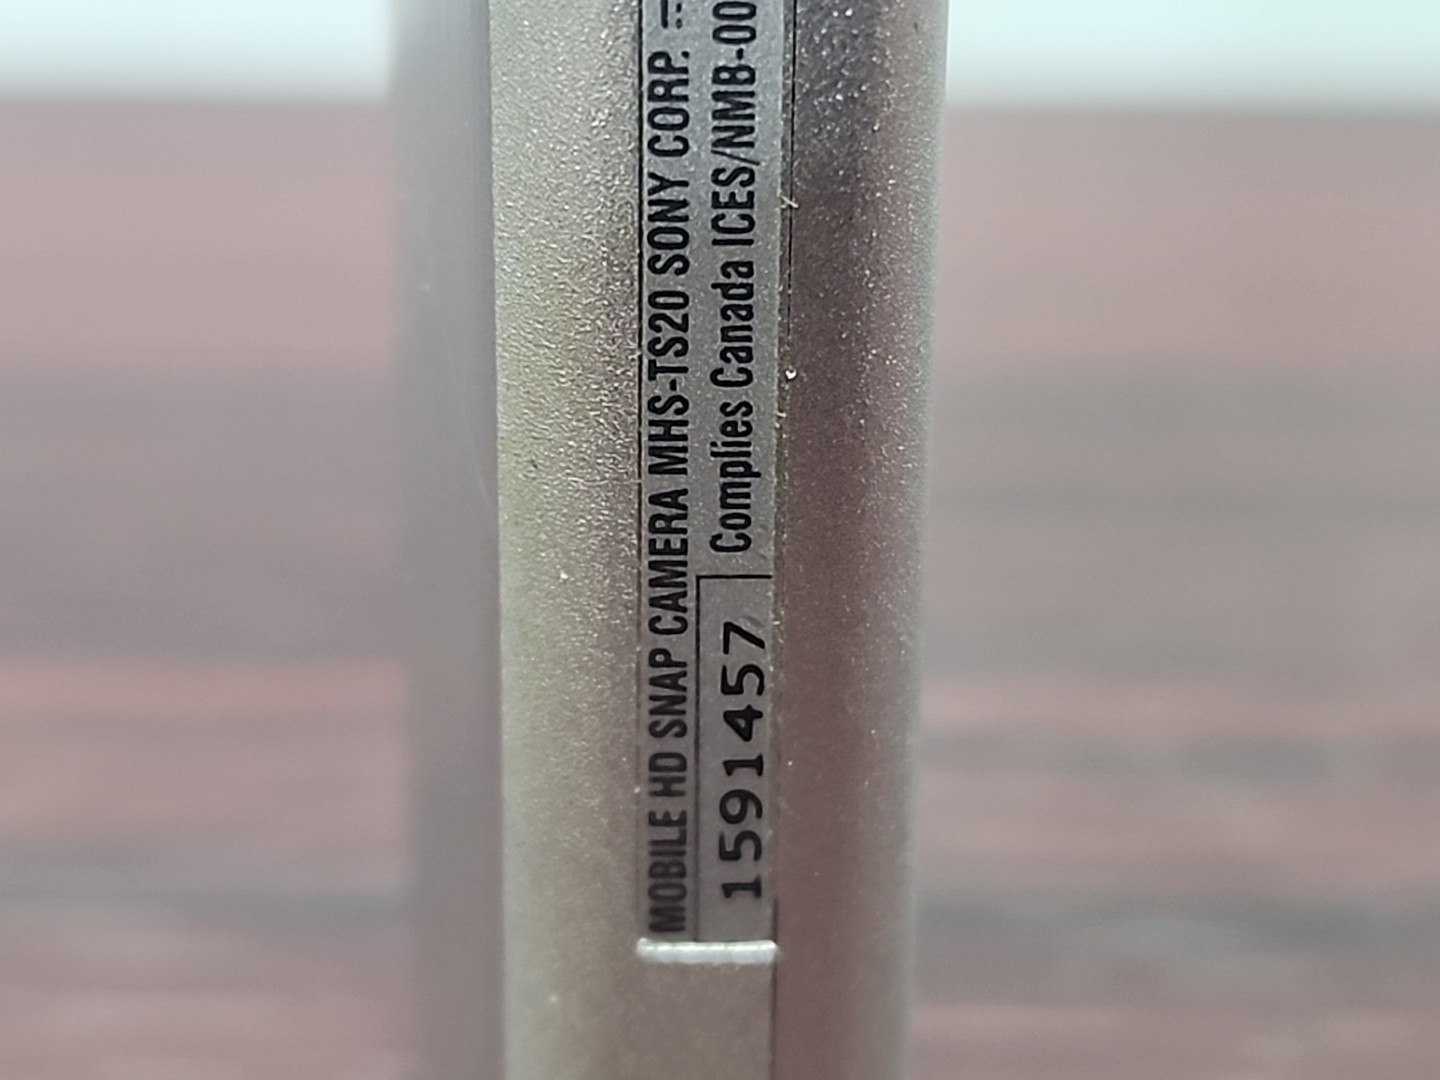 MOBILE HD SNAP CAMERA MHS-TS20 SONY CORP. ⎓
1591457 Complies Canada ICES/NMB-00